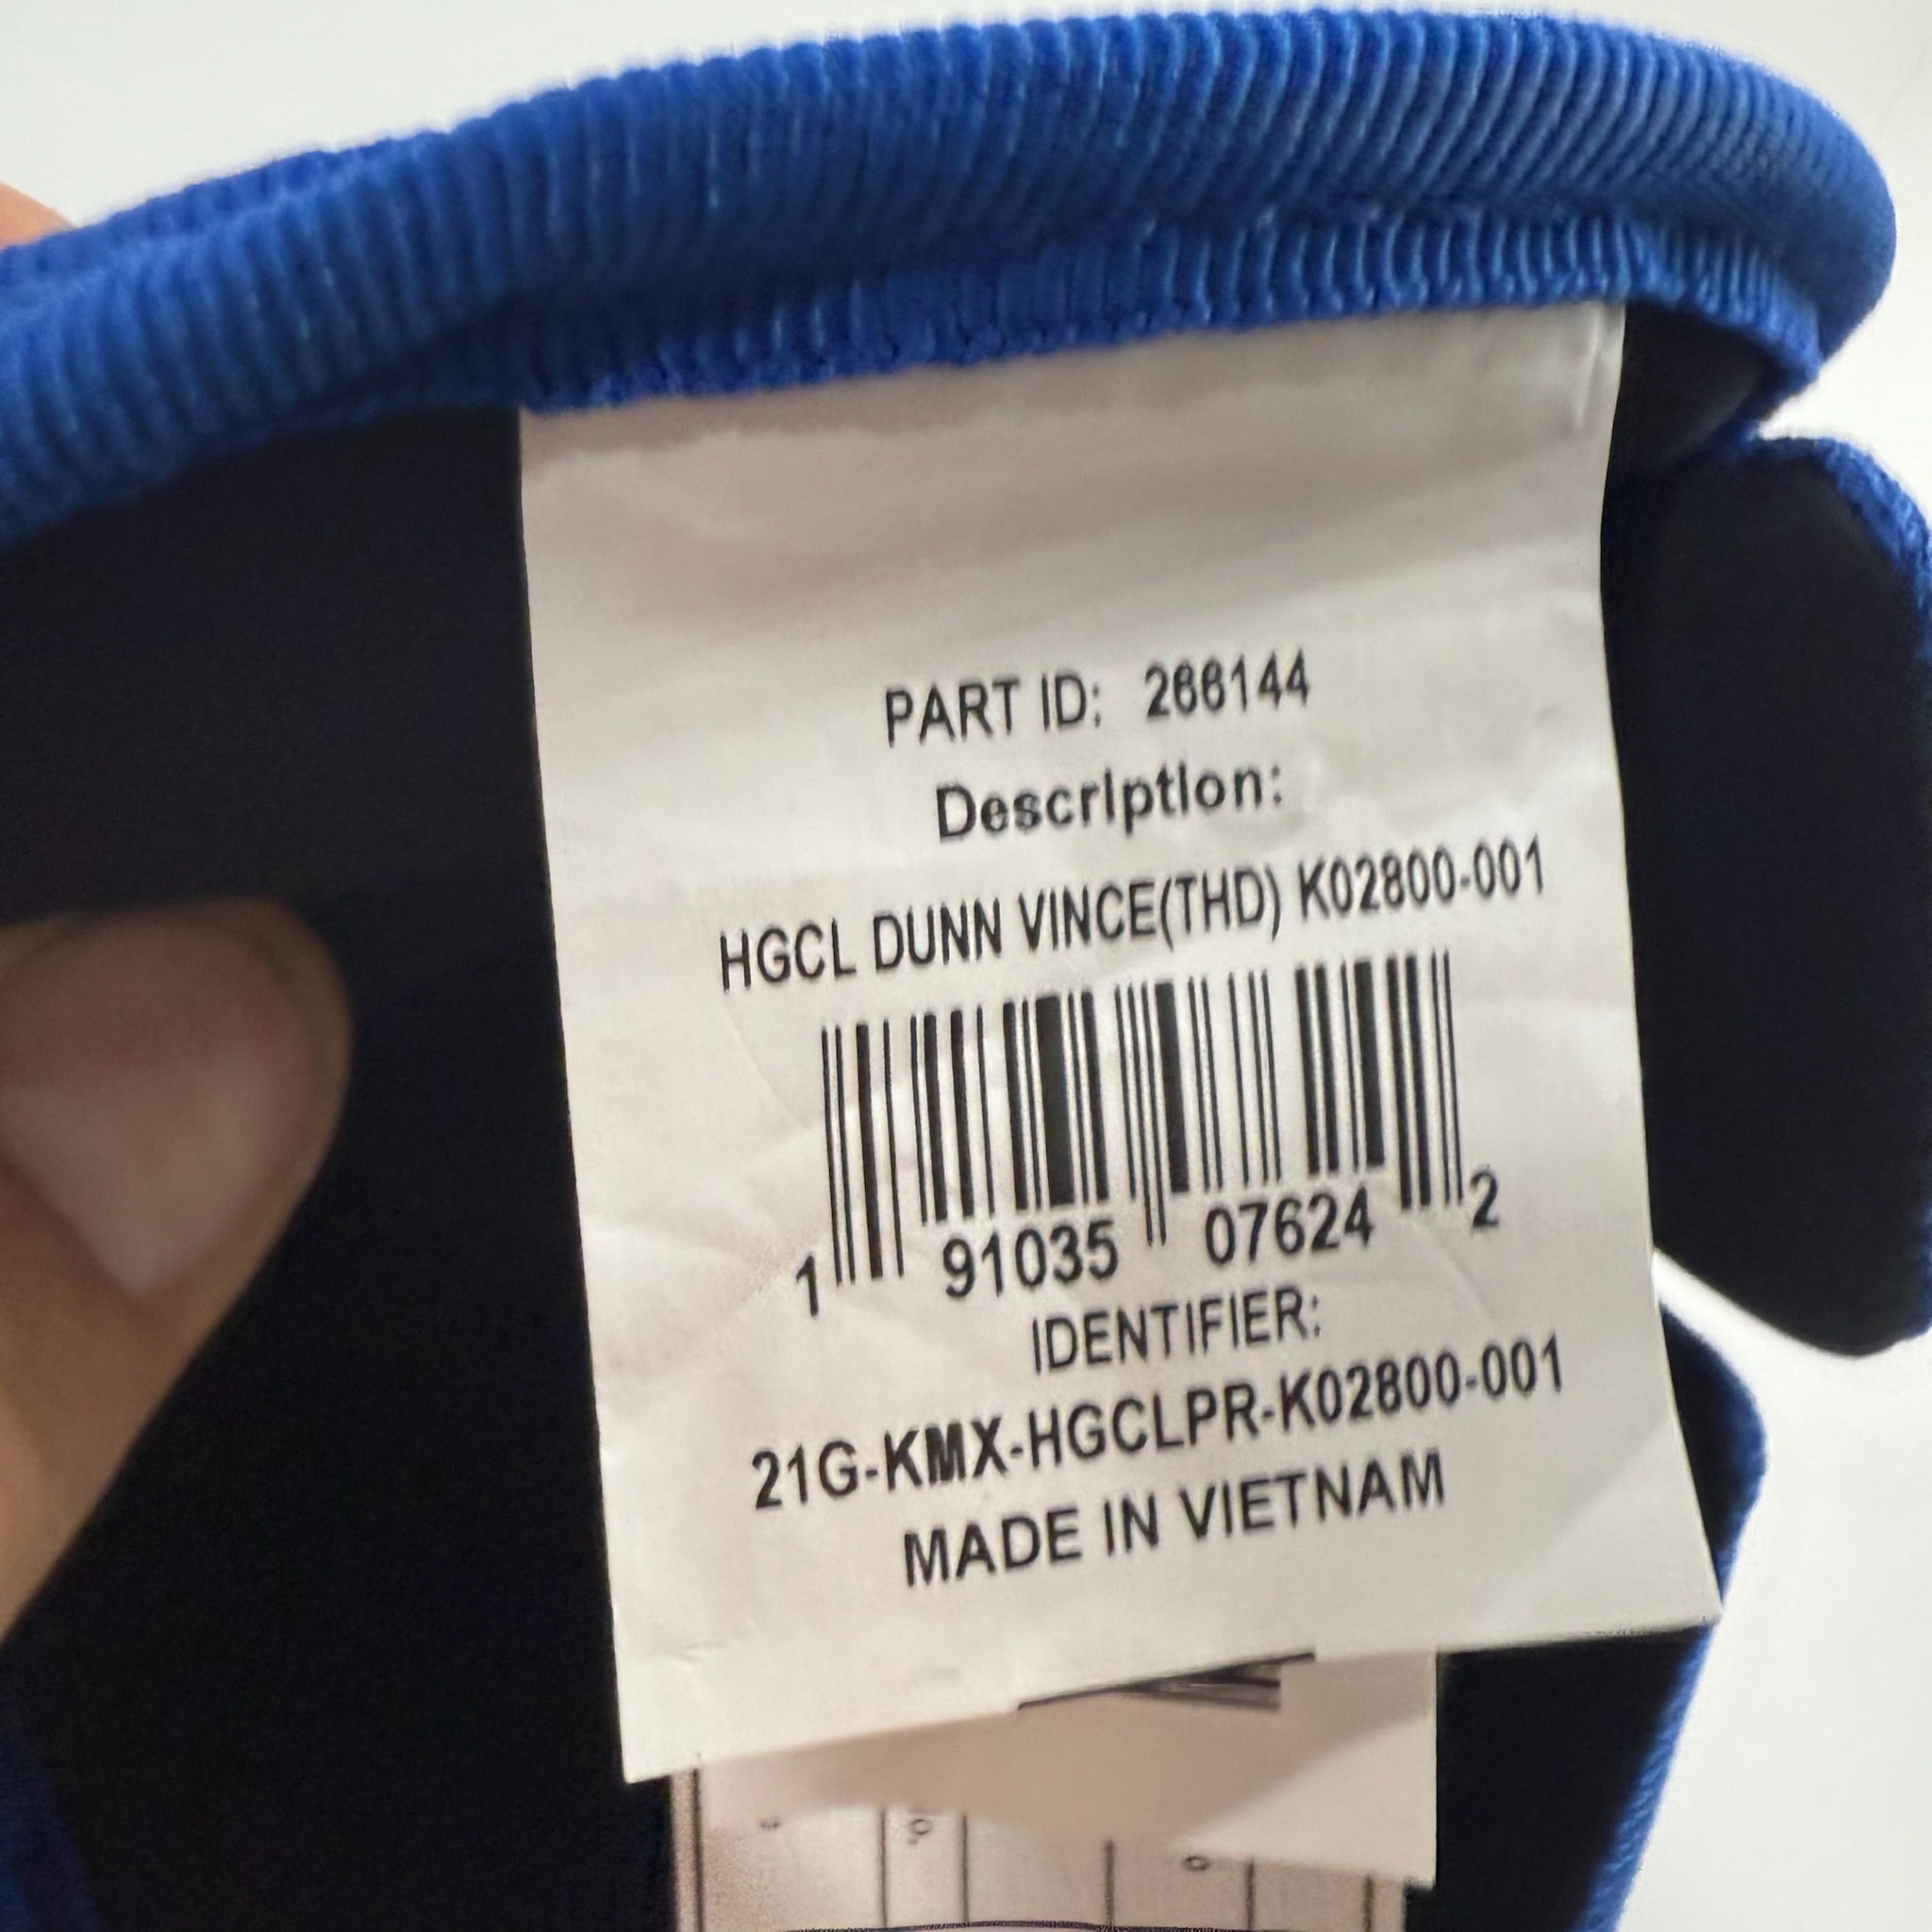 PART ID: 266144
Description:
HGCL DUNN VINCE(THD) K02800-001
1 91035 07624 2
IDENTIFIER:
21G-KMX-HGCLPR-K02800-001
MADE IN VIETNAM